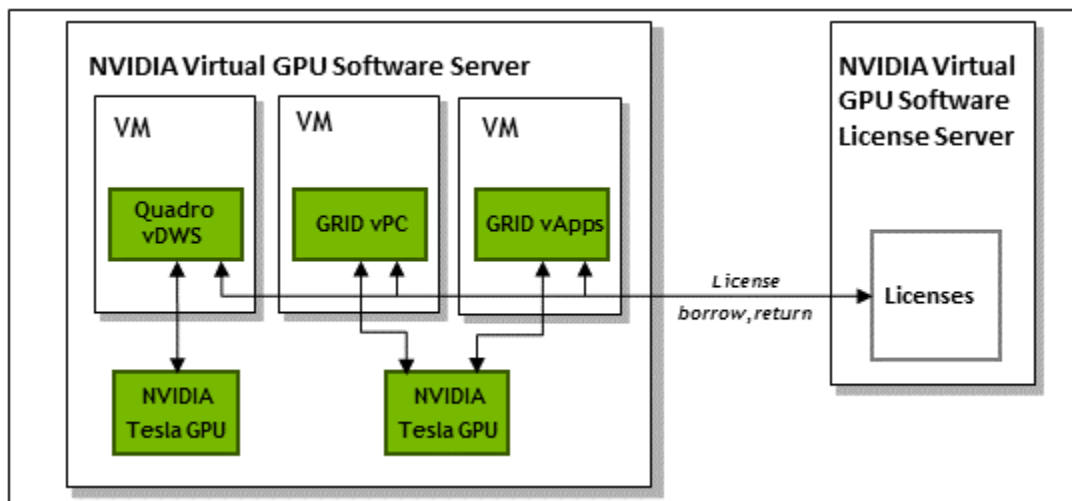 NVIDIA Virtual GPU Software Server
VM
VM
VM
Quadro
vDWS
GRID vPC
GRID vApps
NVIDIA
Tesla GPU
NVIDIA
Tesla GPU
License
borrow, return
NVIDIA Virtual
GPU Software
License Server
Licenses